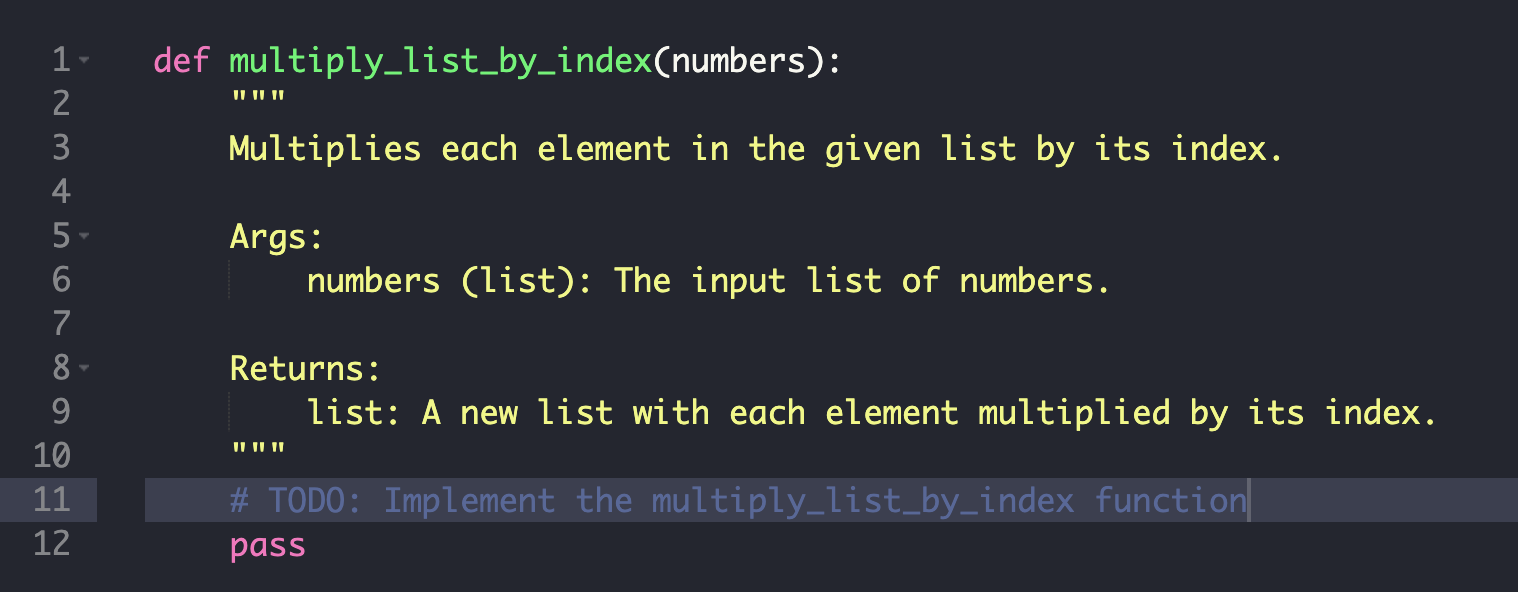 1 def multiply_list_by_index(numbers):
2 """
3 Multiplies each element in the given list by its index.
4
5 Args:
6 numbers (list): The input list of numbers.
7
8 Returns:
9 list: A new list with each element multiplied by its index.
10 """
11 # TODO: Implement the multiply_list_by_index function
12 pass